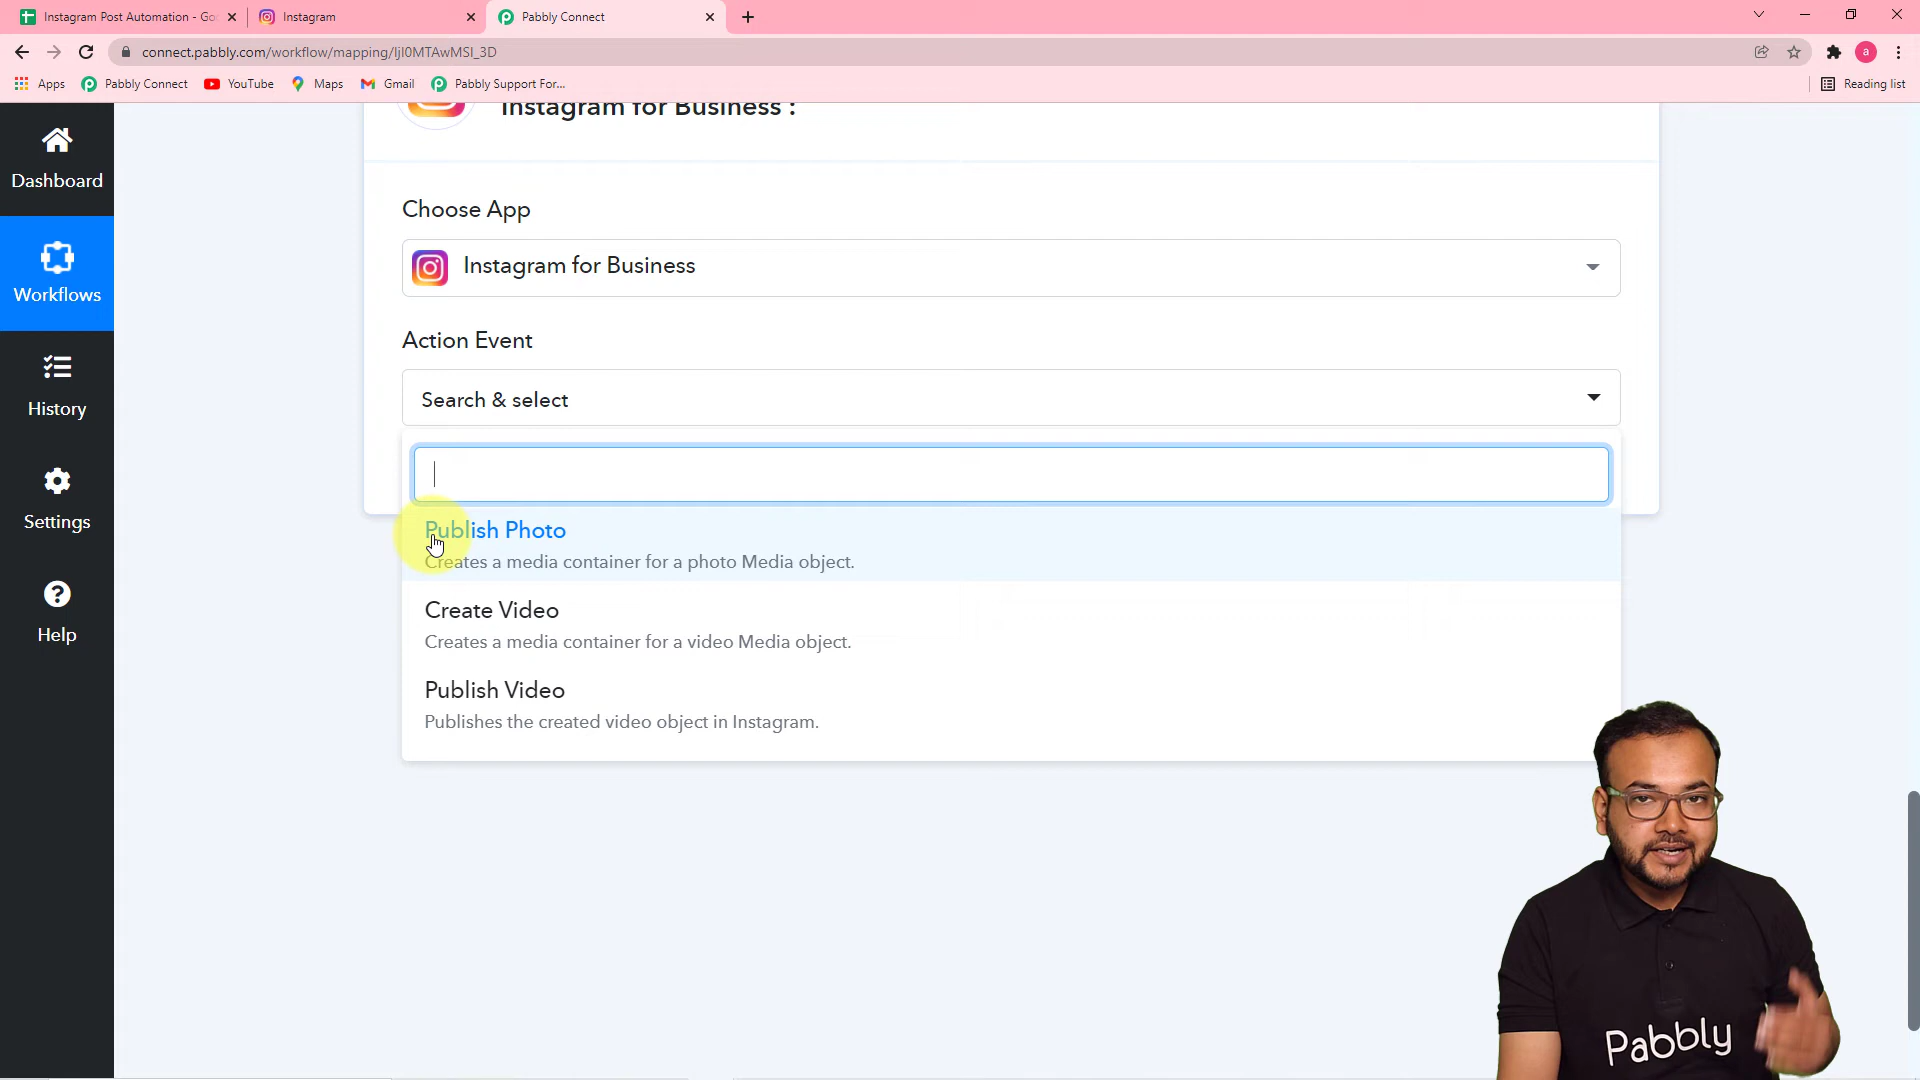 Instagram Post Automation - Goo
Instagram
Pabbly Connect
connect.pabbly.com/workflow/mapping/IjI0MTAwMSI_3D
a
Apps
Pabbly Connect
YouTube
Maps
Gmail
Pabbly Support For...
Reading list
Instagram for Business :
Dashboard
Workflows
History
Settings
Help
Choose App
Instagram for Business
Action Event
Search & select
Publish Photo
Creates a media container for a photo Media object.
Create Video
Creates a media container for a video Media object.
Publish Video
Publishes the created video object in Instagram.
Pabbly